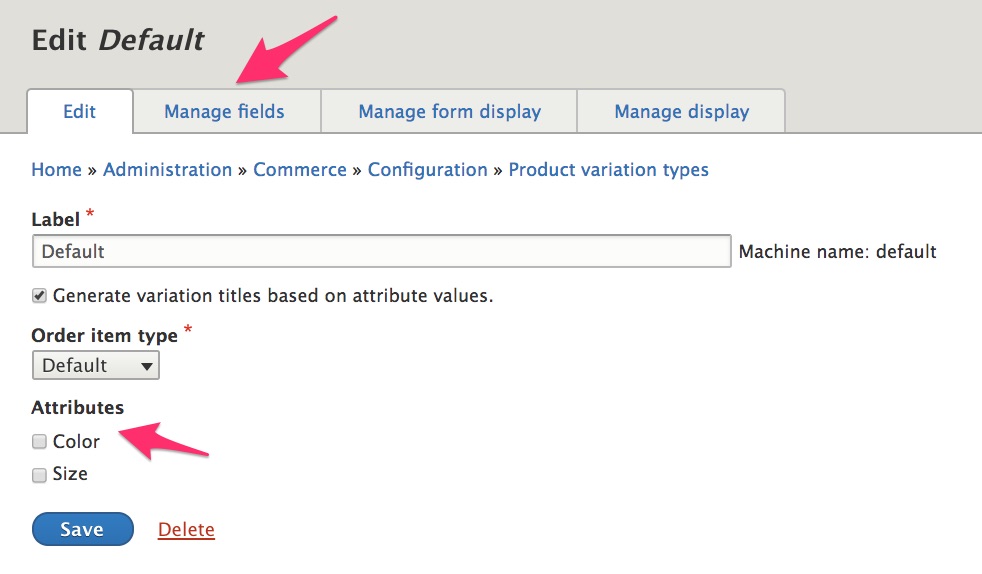 Edit Default
Edit Manage fields Manage form display Manage display
Home » Administration » Commerce » Configuration » Product variation types
Label *
Default Machine name: default
Generate variation titles based on attribute values.
Order item type *
Default
Attributes
Color
Size
Save Delete